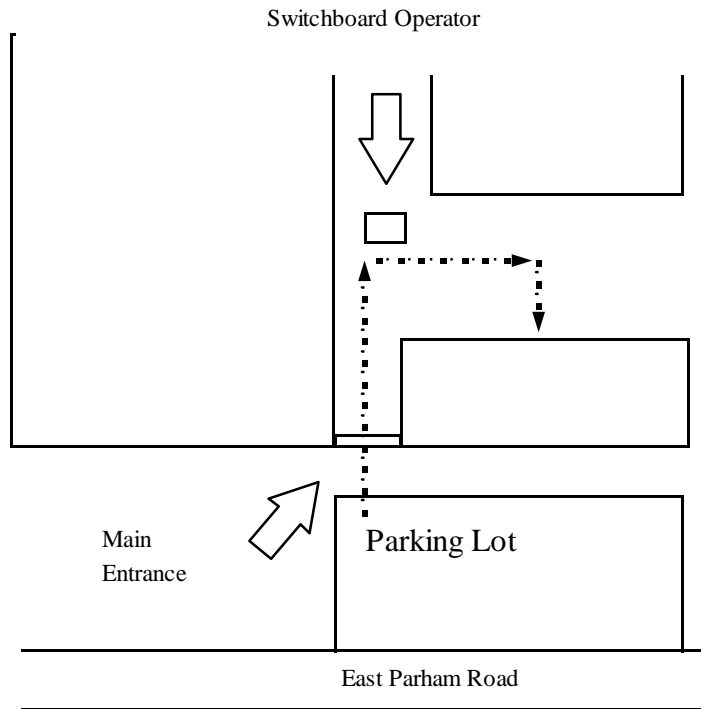 Switchboard Operator
Main
Entrance
Parking Lot
East Parham Road